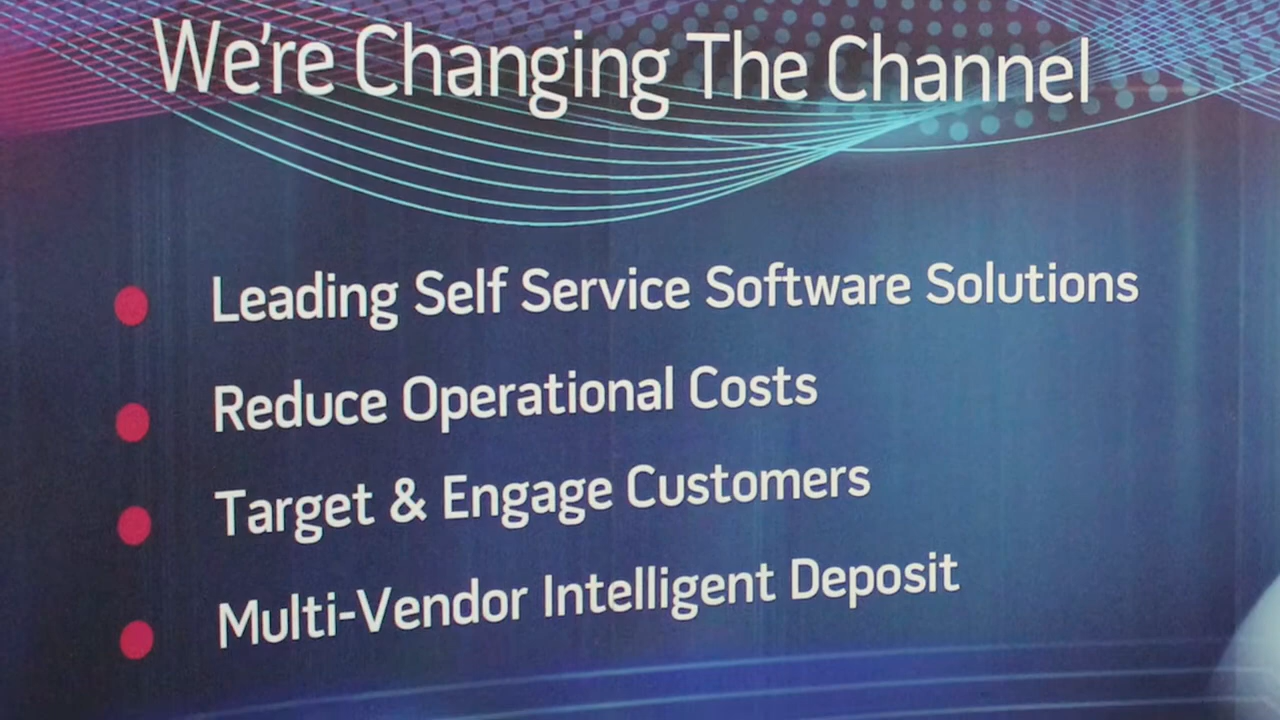 We're Changing The Channel
Leading Self Service Software Solutions
Reduce Operational Costs
Target & Engage Customers
Multi-Vendor Intelligent Deposit